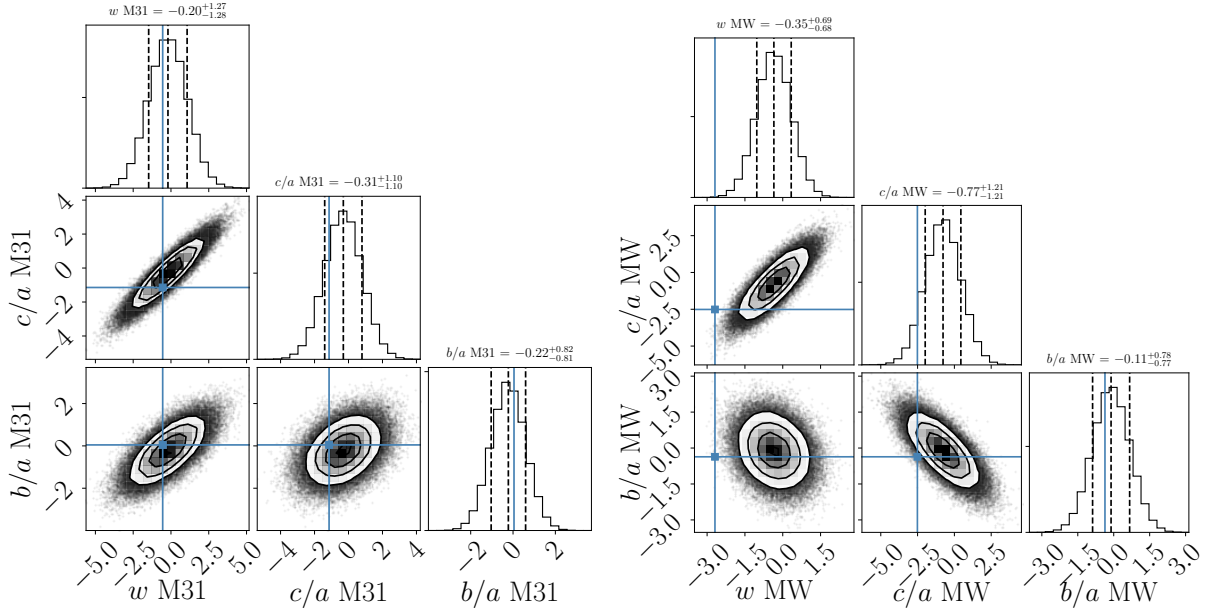 w M31 = −0.20+1.27−1.28
w MW = −0.35+0.69−0.68
c/a M31 = −0.31+1.10−1.10
c/a MW = −0.77+1.21−1.21
b/a M31 = −0.22+0.82−0.81
b/a MW = −0.11+0.78−0.77
c/a M31
4
2
0
−2
−4
b/a M31
2
0
−2
−5.0
−2.5
0.0
2.5
5.0
w M31
−4
−2
0
2
4
c/a M31
−2
0
2
b/a M31
c/a MW
2.5
0.0
−2.5
−5.0
b/a MW
3.0
1.5
0.0
−1.5
−3.0
−3.0
−1.5
0.0
1.5
w MW
−5.0
−2.5
0.0
2.5
c/a MW
−3.0
−1.5
0.0
1.5
3.0
b/a MW